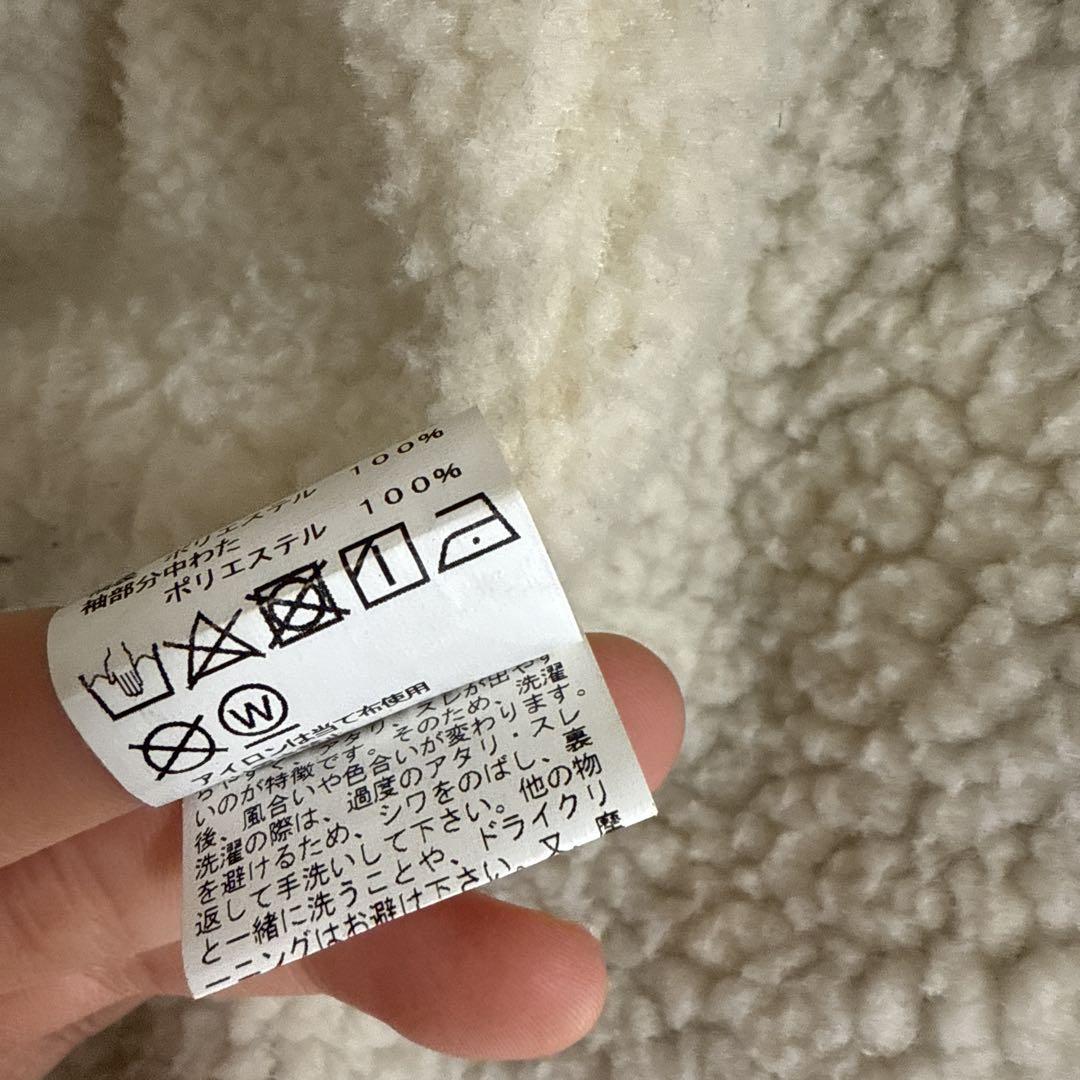 ポリエステル 100%
袖部分中わた
ポリエステル 100%
W
アイロンは当て布使用
いのが特徴です。そのため、洗濯
後、風合いや色合いが変わります。
洗濯の際は、過度のアタリ・スレ
を避けるため、シワをのばし、裏
返して手洗いして下さい。他の物
と一緒に洗うことや、ドライクリ
ーニングはお避け下さい。又、摩